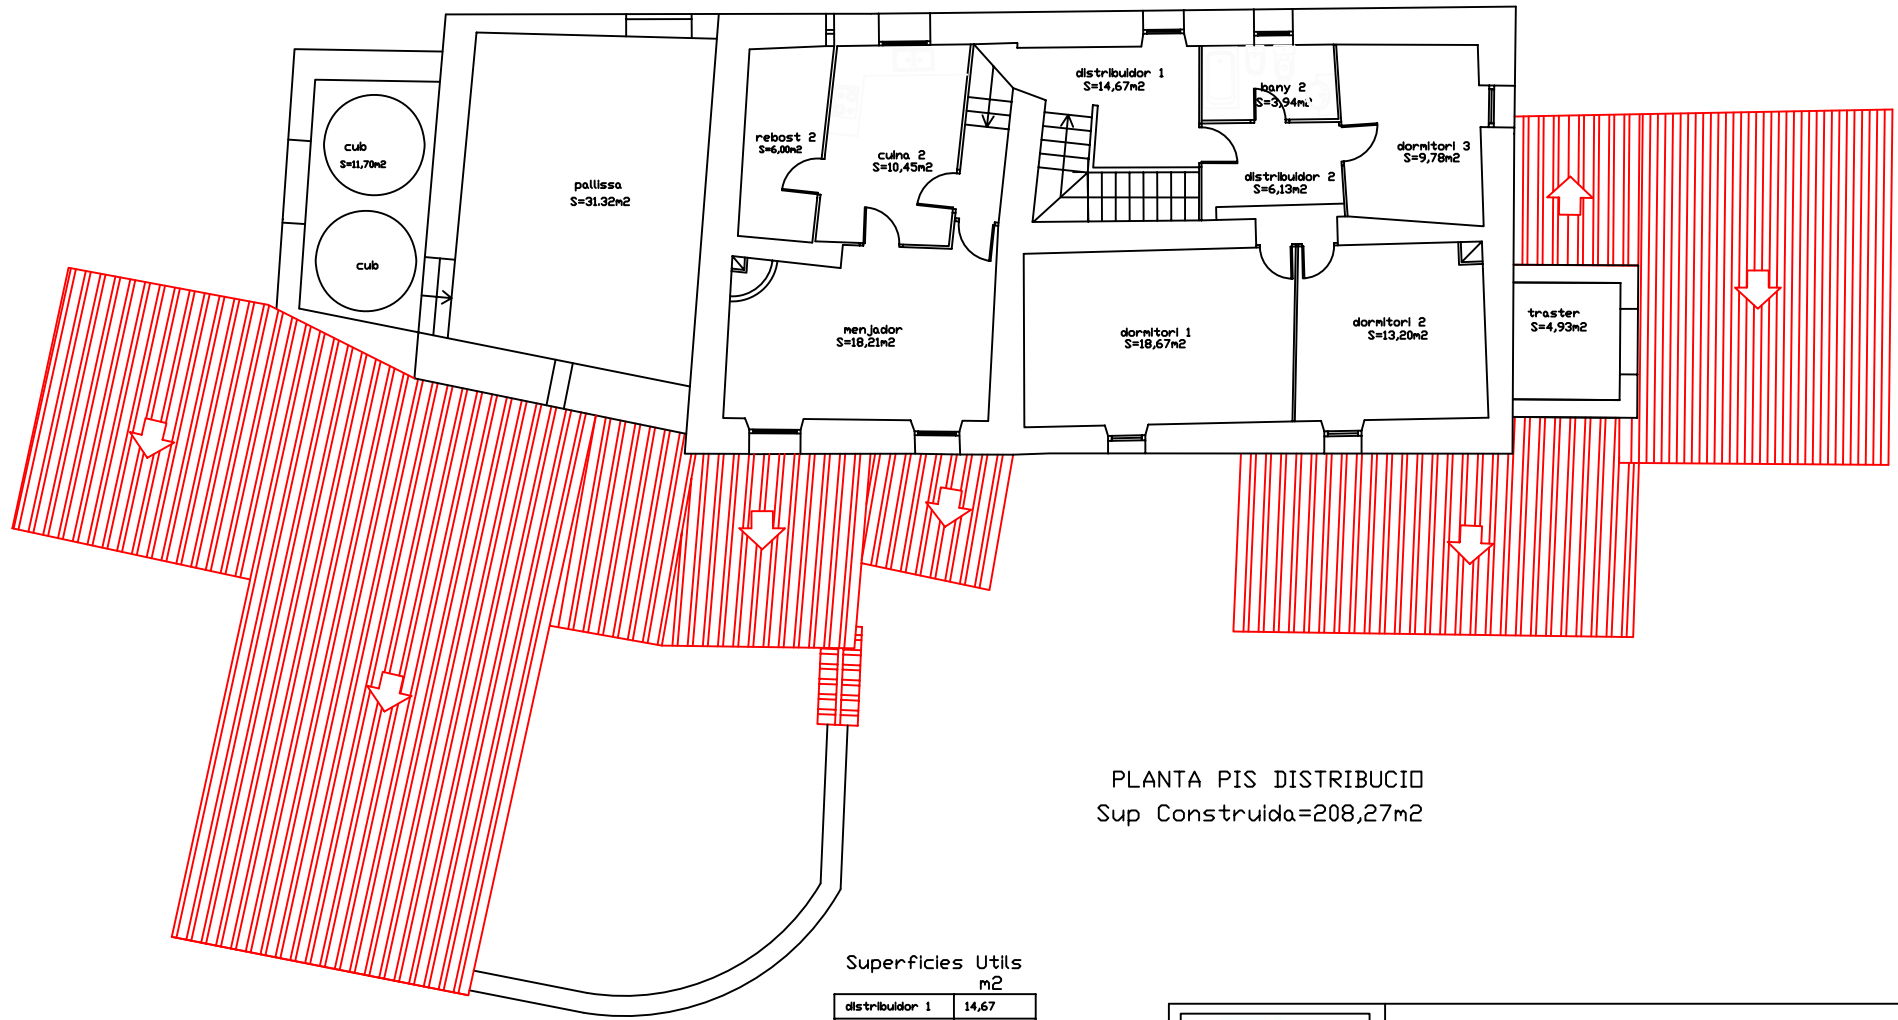 distribuidor 1
S=14,67m2
bany 2
S=3,94m2
cub
S=11,70m2
rebost 2
S=6,00m2
cuina 2
S=10,45m2
dormitori 3
S=9,78m2
pallissa
S=31.32m2
distribuidor 2
S=6,13m2
cub
menjador
S=18,21m2
dormitori 1
S=18,67m2
dormitori 2
S=13,20m2
traster
S=4,93m2
PLANTA PIS DISTRIBUCIO
Sup Construida=208,27m2
Superficies Utils
m2
distribuidor 1 14,67